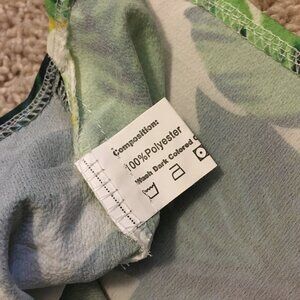 Composition:
100%Polyester
Wash Dark Colored